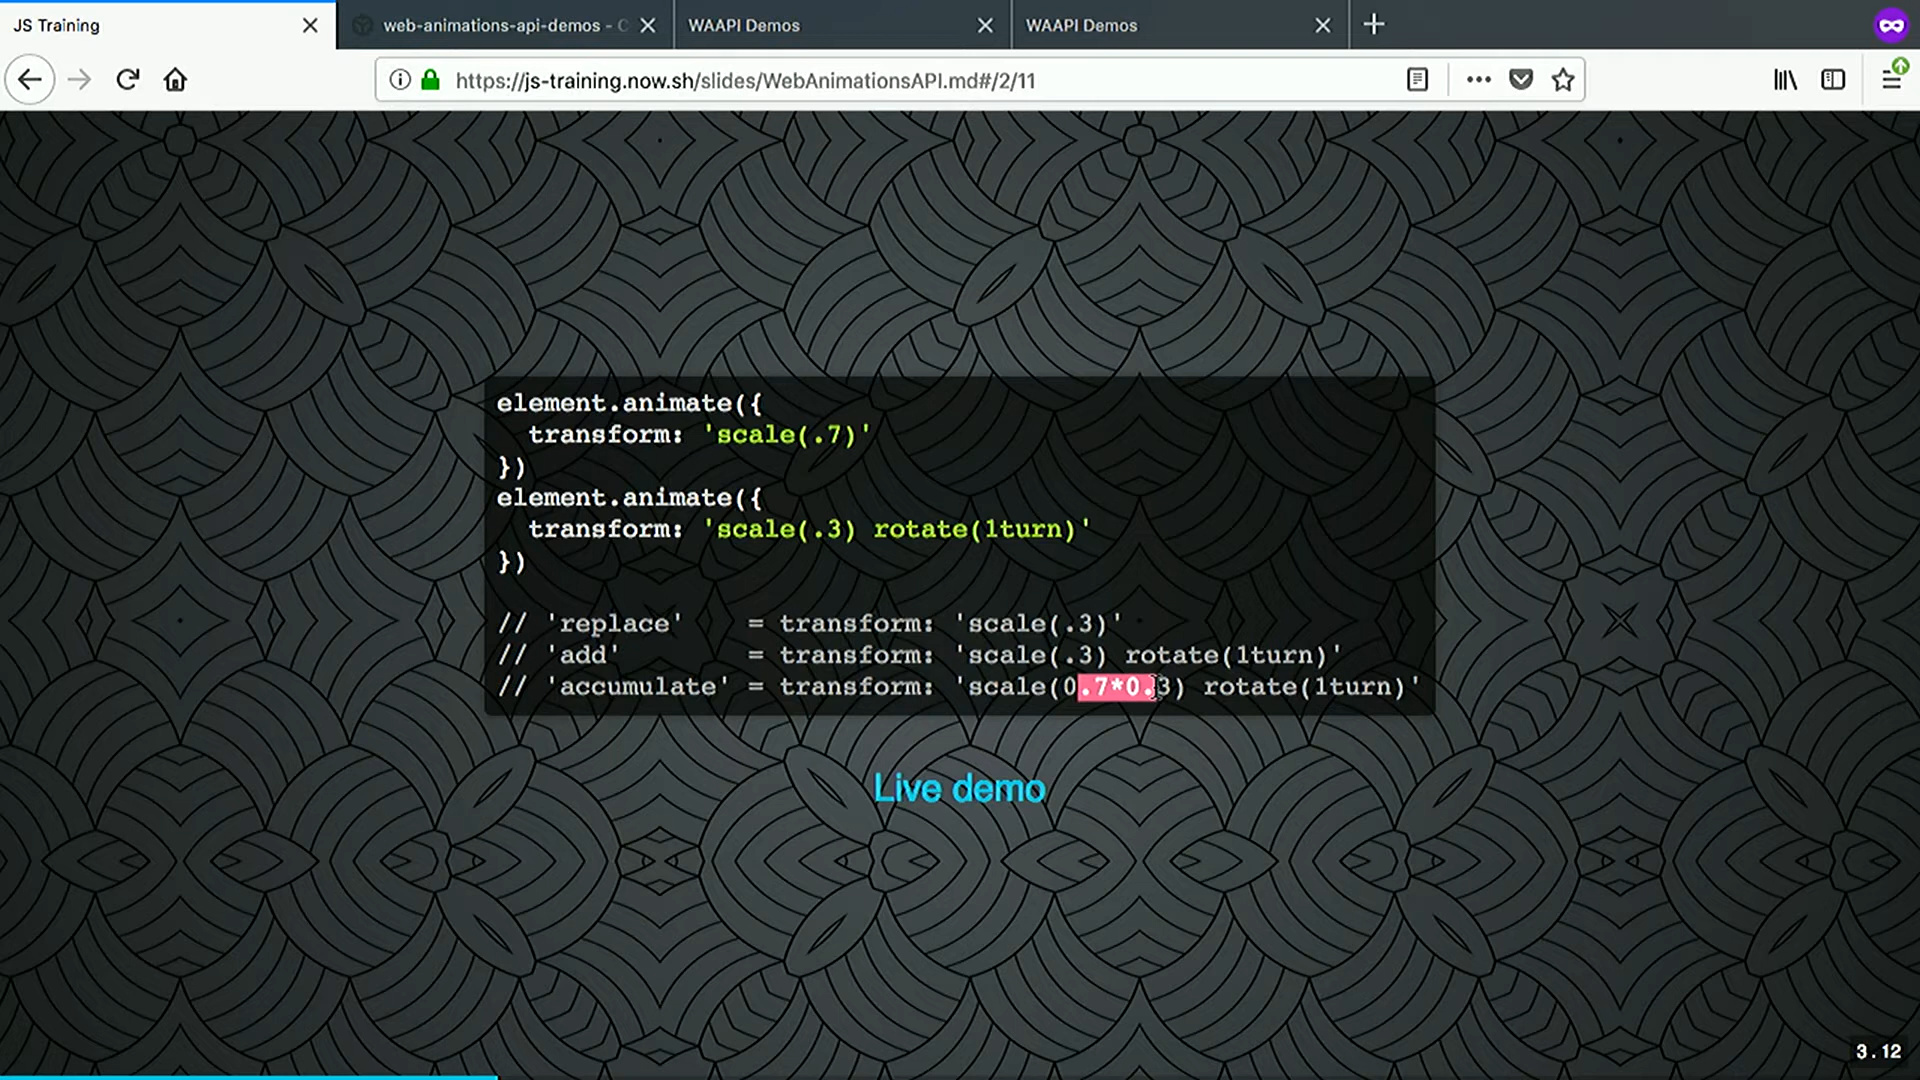 JS Training
web-animations-api-demos - C
WAAPI Demos
WAAPI Demos
https://js-training.now.sh/slides/WebAnimationsAPI.md#/2/11
element.animate({
  transform: 'scale(.7)'
})
element.animate({
  transform: 'scale(.3) rotate(1turn)'
})
// 'replace'    = transform: 'scale(.3)'
// 'add'        = transform: 'scale(.3) rotate(1turn)'
// 'accumulate' = transform: 'scale(0.7*0.3) rotate(1turn)'
Live demo
3.12